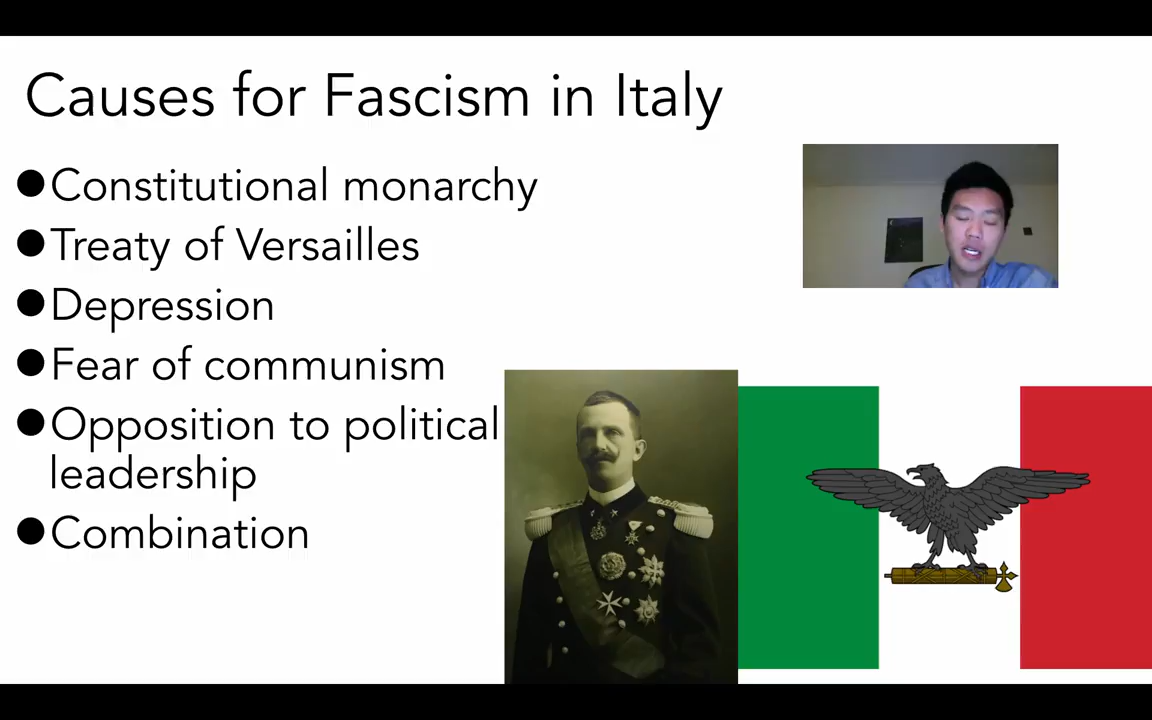 Causes for Fascism in Italy
●Constitutional monarchy
●Treaty of Versailles
●Depression
●Fear of communism
●Opposition to political
leadership
●Combination